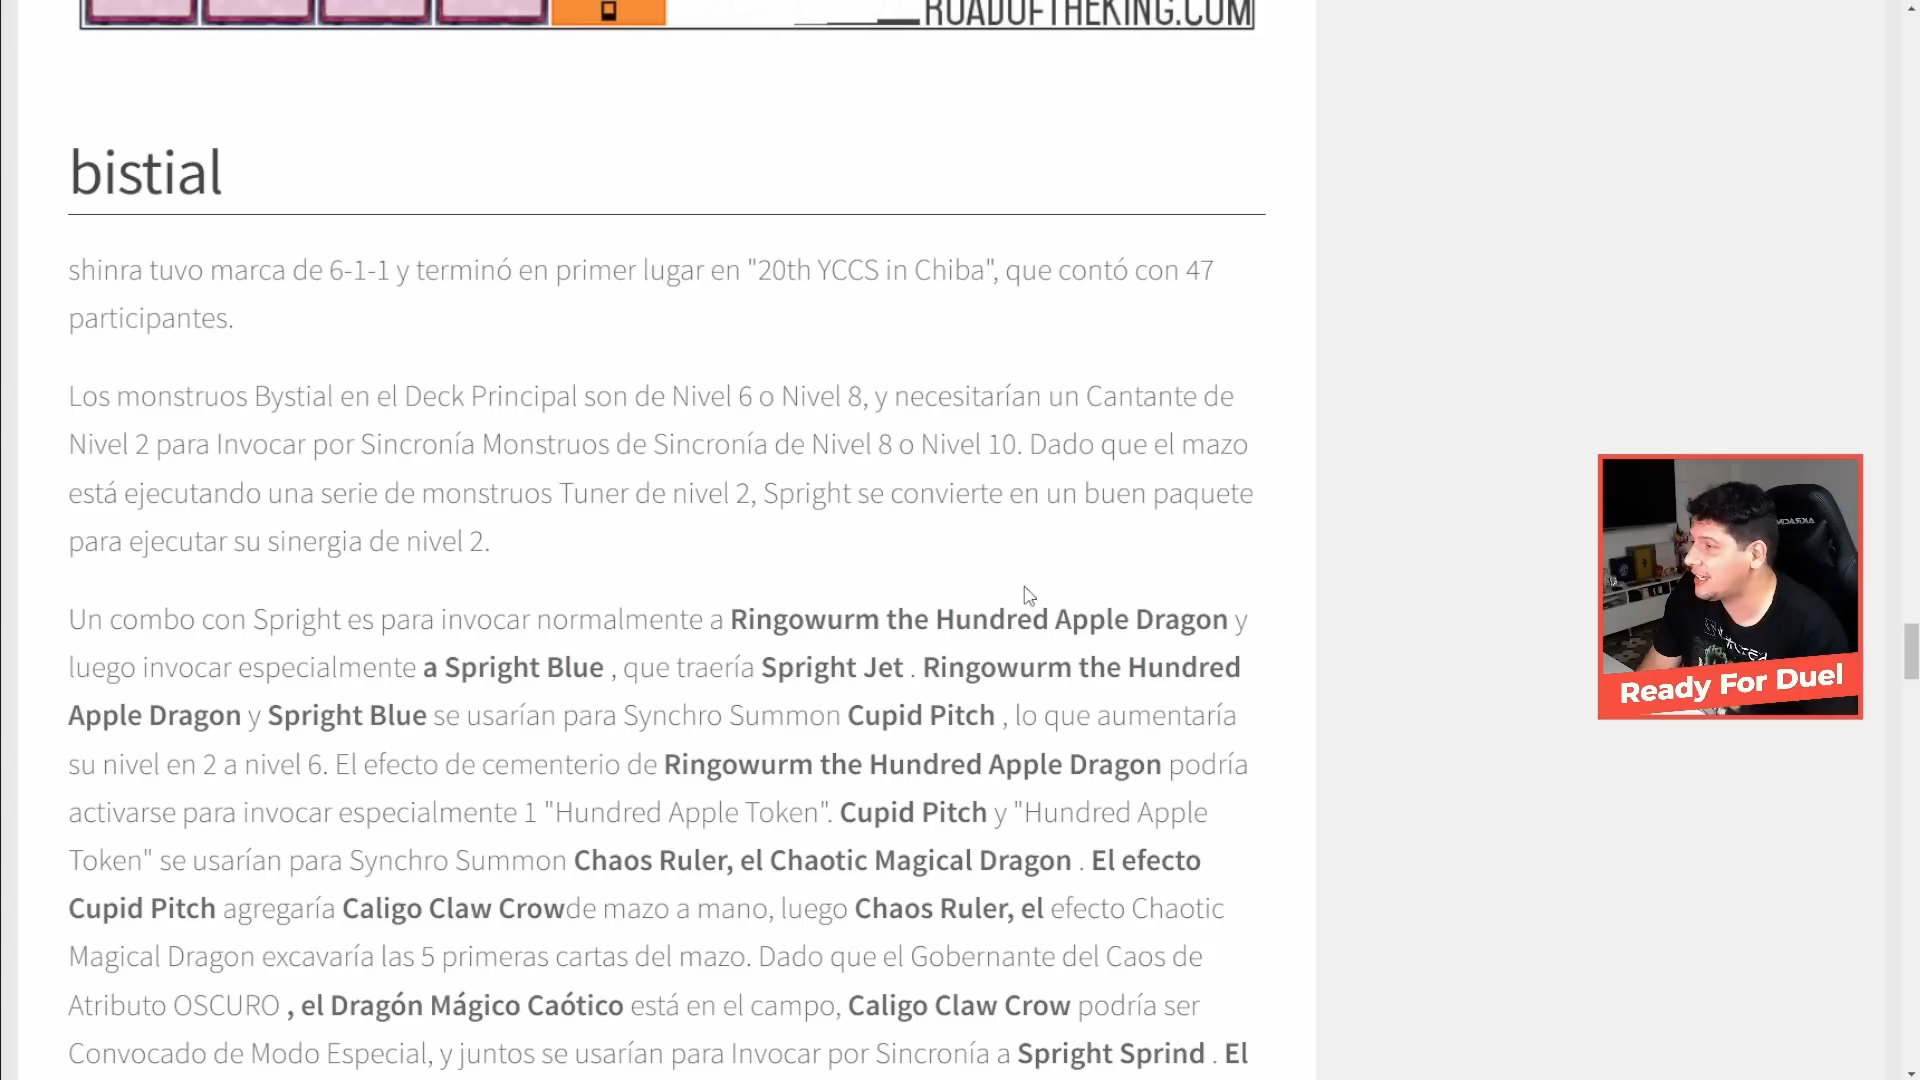 ROADOFTHEKING.COM
bistial
shinra tuvo marca de 6-1-1 y terminó en primer lugar en "20th YCCS in Chiba", que contó con 47
participantes.
Los monstruos Bystial en el Deck Principal son de Nivel 6 o Nivel 8, y necesitarían un Cantante de
Nivel 2 para Invocar por Sincronía Monstruos de Sincronía de Nivel 8 o Nivel 10. Dado que el mazo
está ejecutando una serie de monstruos Tuner de nivel 2, Spright se convierte en un buen paquete
para ejecutar su sinergia de nivel 2.
Un combo con Spright es para invocar normalmente a Ringowurm the Hundred Apple Dragon y
luego invocar especialmente a Spright Blue , que traería Spright Jet . Ringowurm the Hundred
Apple Dragon y Spright Blue se usarían para Synchro Summon Cupid Pitch , lo que aumentaría
su nivel en 2 a nivel 6. El efecto de cementerio de Ringowurm the Hundred Apple Dragon podría
activarse para invocar especialmente 1 "Hundred Apple Token". Cupid Pitch y "Hundred Apple
Token" se usarían para Synchro Summon Chaos Ruler, el Chaotic Magical Dragon . El efecto
Cupid Pitch agregaría Caligo Claw Crowde mazo a mano, luego Chaos Ruler, el efecto Chaotic
Magical Dragon excavaría las 5 primeras cartas del mazo. Dado que el Gobernante del Caos de
Atributo OSCURO , el Dragón Mágico Caótico está en el campo, Caligo Claw Crow podría ser
Convocado de Modo Especial, y juntos se usarían para Invocar por Sincronía a Spright Sprind . El
Ready For Duel